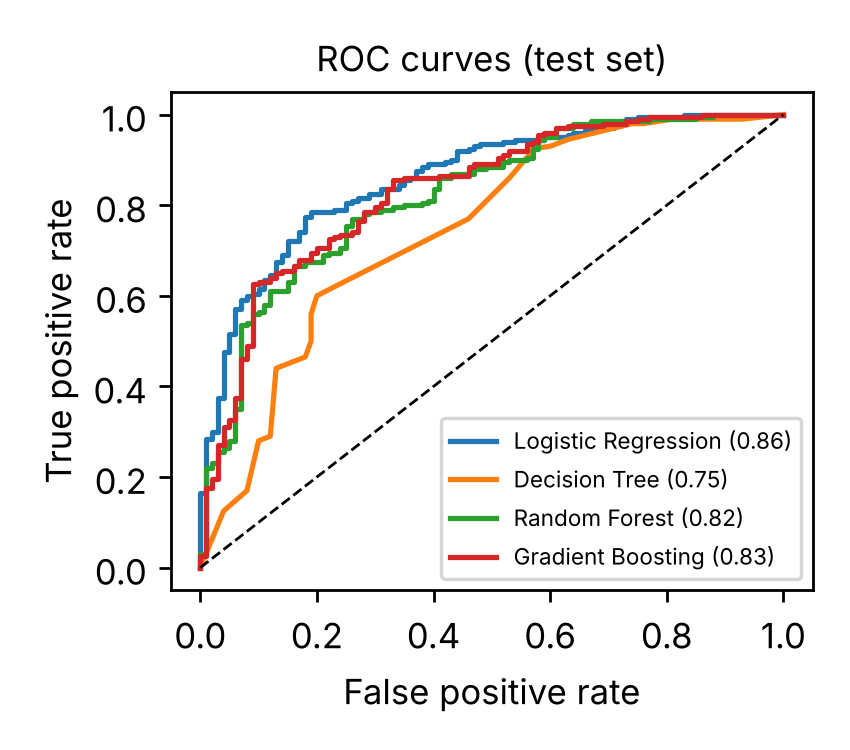 ROC curves (test set)
True positive rate
1.0
0.8
0.6
0.4
0.2
0.0
Logistic Regression (0.86)
Decision Tree (0.75)
Random Forest (0.82)
Gradient Boosting (0.83)
0.0 0.2 0.4 0.6 0.8 1.0
False positive rate